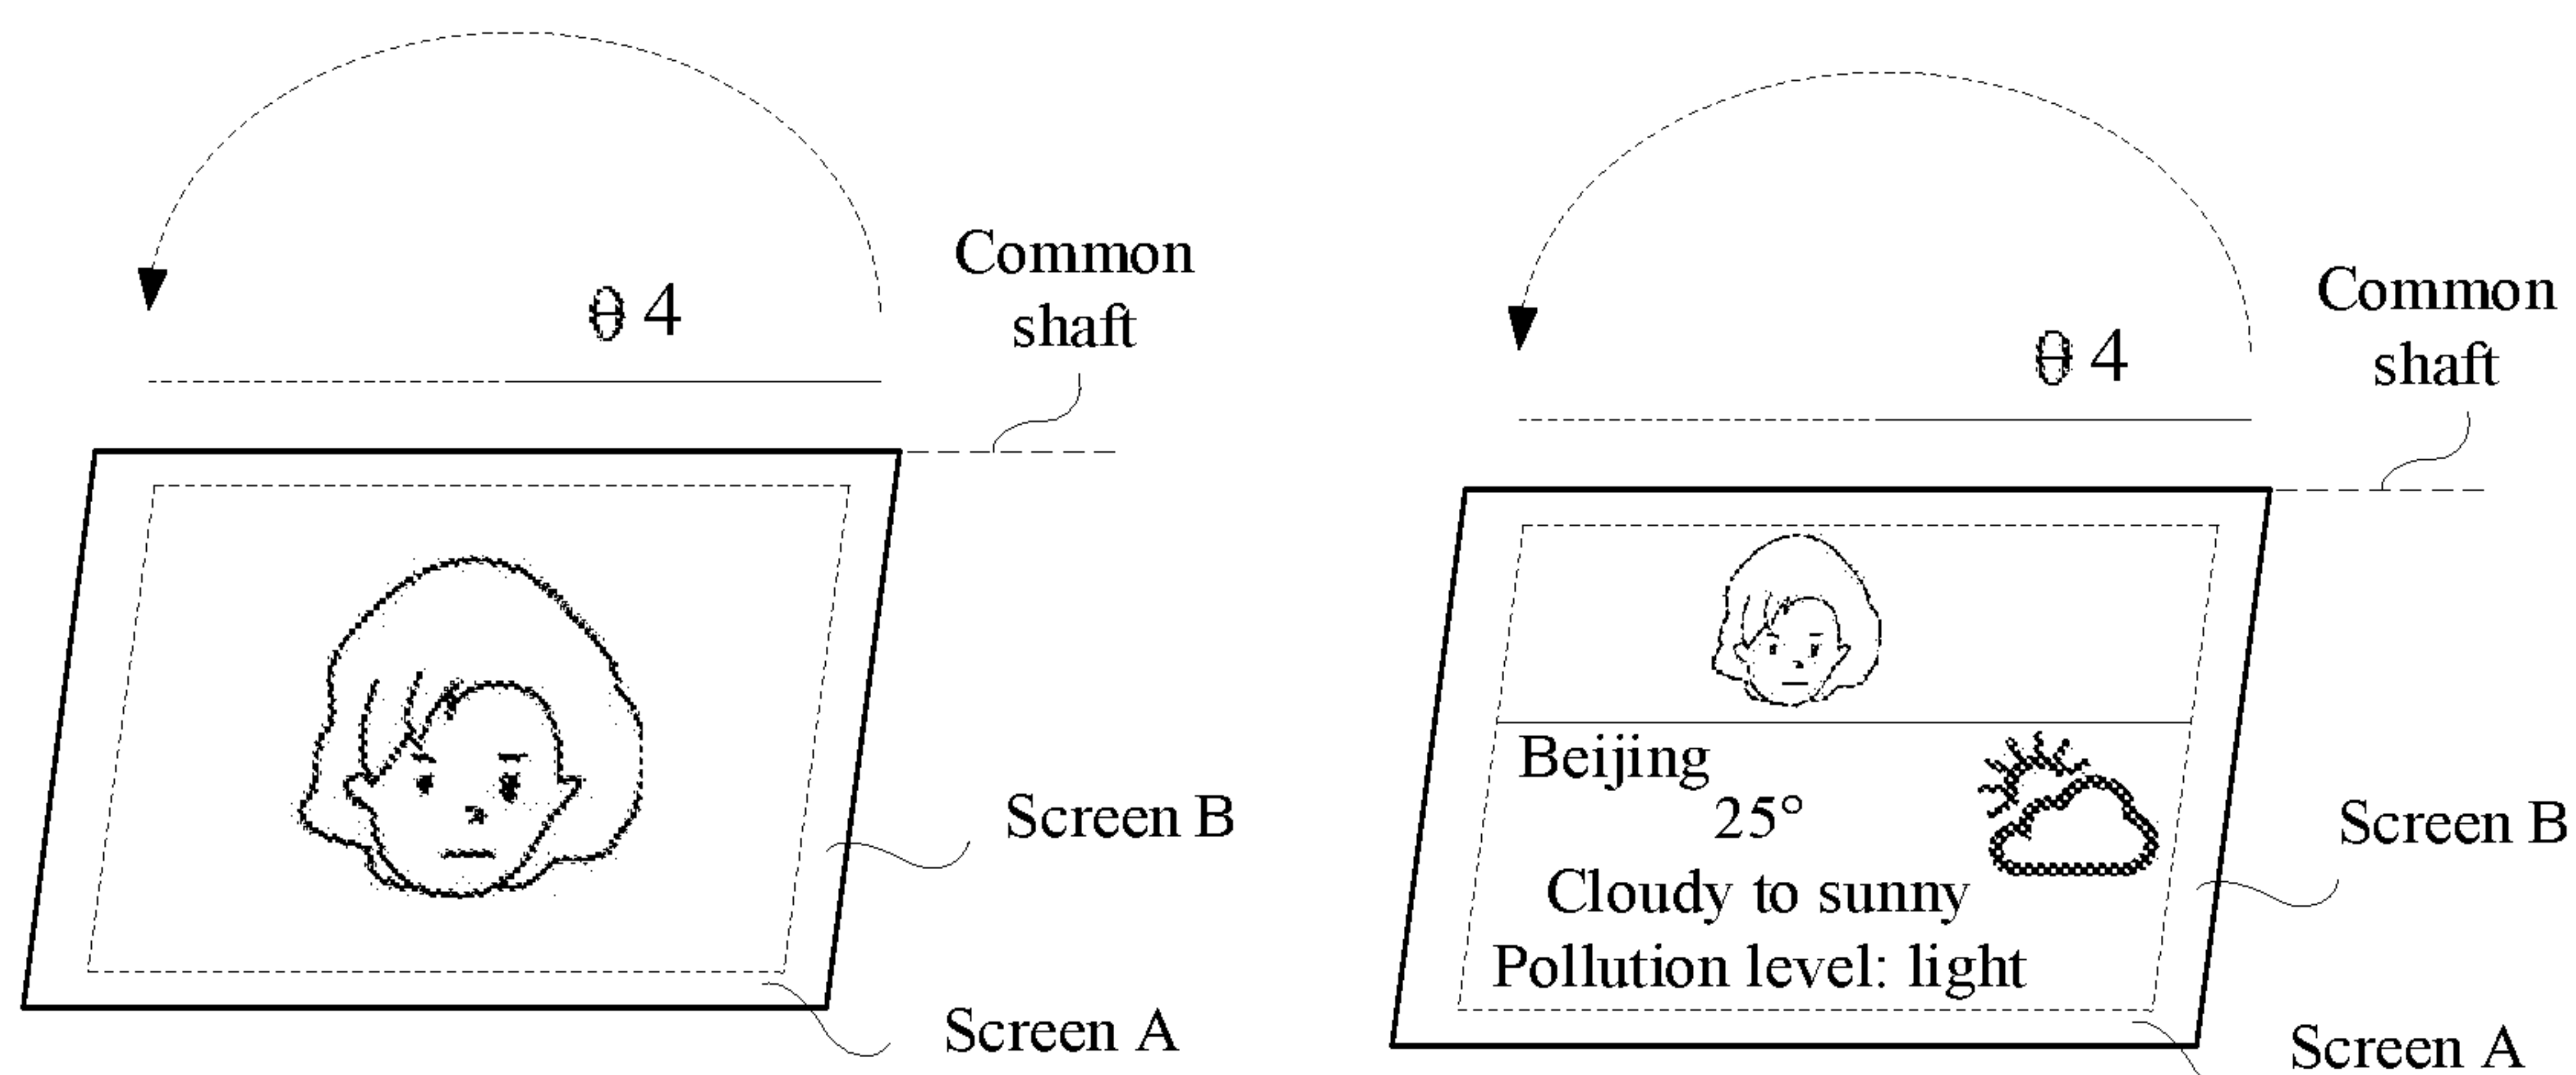 θ 4
Common
shaft
Screen B
Screen A
θ 4
Common
shaft
Beijing
25°
Cloudy to sunny
Pollution level: light
Screen B
Screen A